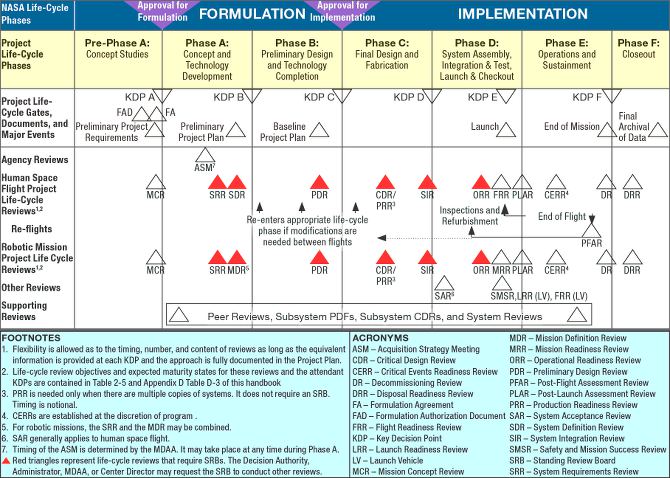 NASA Life-Cycle Phases
Approval for Formulation
FORMULATION
Approval for Implementation
IMPLEMENTATION
Project Life-Cycle Phases
Pre-Phase A: Concept Studies
Phase A: Concept and Technology Development
Phase B: Preliminary Design and Technology Completion
Phase C: Final Design and Fabrication
Phase D: System Assembly, Integration & Test, Launch & Checkout
Phase E: Operations and Sustainment
Phase F: Closeout
Project Life-Cycle Gates, Documents, and Major Events
KDP A
KDP B
KDP C
KDP D
KDP E
KDP F
FAD
FA
Preliminary Project Requirements
Preliminary Project Plan
Baseline Project Plan
Launch
End of Mission
Final Archival of Data
Agency Reviews
ASM7
Human Space Flight Project Life-Cycle Reviews1,2
MCR
SRR
SDR
PDR
CDR/PRR3
SIR
ORR
FRR
PLAR
CERR4
DR
DRR
Re-flights
Re-enters appropriate life-cycle phase if modifications are needed between flights
Inspections and Refurbishment
End of Flight
PFAR
Robotic Mission Project Life Cycle Reviews1,2
MCR
SRR
MDR5
PDR
CDR/PRR3
SIR
ORR
MRR
PLAR
CERR4
DR
DRR
Other Reviews
SAR6
SMSR,LRR (LV), FRR (LV)
Supporting Reviews
Peer Reviews, Subsystem PDFs, Subsystem CDRs, and System Reviews
FOOTNOTES
1. Flexibility is allowed as to the timing, number, and content of reviews as long as the equivalent
information is provided at each KDP and the approach is fully documented in the Project Plan.
2. Life-cycle review objectives and expected maturity states for these reviews and the attendant
KDPs are contained in Table 2-5 and Appendix D Table D-3 of this handbook
3. PRR is needed only when there are multiple copies of systems. It does not require an SRB.
Timing is notional.
4. CERRs are established at the discretion of program .
5. For robotic missions, the SRR and the MDR may be combined.
6. SAR generally applies to human space flight.
7. Timing of the ASM is determined by the MDAA. It may take place at any time during Phase A.
Red triangles represent life-cycle reviews that require SRBs. The Decision Authority,
Administrator, MDAA, or Center Director may request the SRB to conduct other reviews.
ACRONYMS
ASM – Acquisition Strategy Meeting
CDR – Critical Design Review
CERR – Critical Events Readiness Review
DR – Decommissioning Review
DRR – Disposal Readiness Review
FA – Formulation Agreement
FAD – Formulation Authorization Document
FRR – Flight Readiness Review
KDP – Key Decision Point
LRR – Launch Readiness Review
LV – Launch Vehicle
MCR – Mission Concept Review
MDR – Mission Definition Review
MRR – Mission Readiness Review
ORR – Operational Readiness Review
PDR – Preliminary Design Review
PFAR – Post-Flight Assessment Review
PLAR – Post-Launch Assessment Review
PRR – Production Readiness Review
SAR – System Acceptance Review
SDR – System Definition Review
SIR – System Integration Review
SMSR – Safety and Mission Success Review
SRB – Standing Review Board
SRR – System Requirements Review